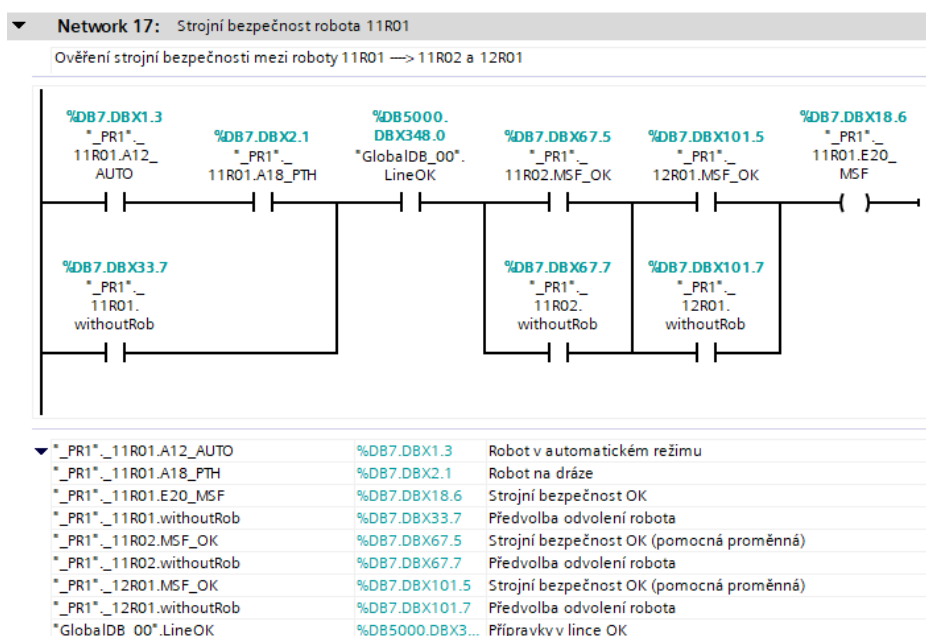 Network 17: Strojní bezpečnost robota 11R01
Ověření strojní bezpečnosti mezi roboty 11R01 ---> 11R02 a 12R01
%DB7.DBX1.3
"_PR1"._
11R01.A12_
AUTO
%DB7.DBX2.1
"_PR1"._
11R01.A18_PTH
%DB5000.
DBX348.0
"GlobalDB_00".
LineOK
%DB7.DBX67.5
"_PR1"._
11R02.MSF_OK
%DB7.DBX101.5
"_PR1"._
12R01.MSF_OK
%DB7.DBX18.6
"_PR1"._
11R01.E20_
MSF
%DB7.DBX33.7
"_PR1"._
11R01.
withoutRob
%DB7.DBX67.7
"_PR1"._
11R02.
withoutRob
%DB7.DBX101.7
"_PR1"._
12R01.
withoutRob
"_PR1"._11R01.A12_AUTO %DB7.DBX1.3 Robot v automatickém režimu
"_PR1"._11R01.A18_PTH %DB7.DBX2.1 Robot na dráze
"_PR1"._11R01.E20_MSF %DB7.DBX18.6 Strojní bezpečnost OK
"_PR1"._11R01.withoutRob %DB7.DBX33.7 Předvolba odvolení robota
"_PR1"._11R02.MSF_OK %DB7.DBX67.5 Strojní bezpečnost OK (pomocná proměnná)
"_PR1"._11R02.withoutRob %DB7.DBX67.7 Předvolba odvolení robota
"_PR1"._12R01.MSF_OK %DB7.DBX101.5 Strojní bezpečnost OK (pomocná proměnná)
"_PR1"._12R01.withoutRob %DB7.DBX101.7 Předvolba odvolení robota
"GlobalDB_00".LineOK %DB5000.DBX3... Přípravky v lince OK